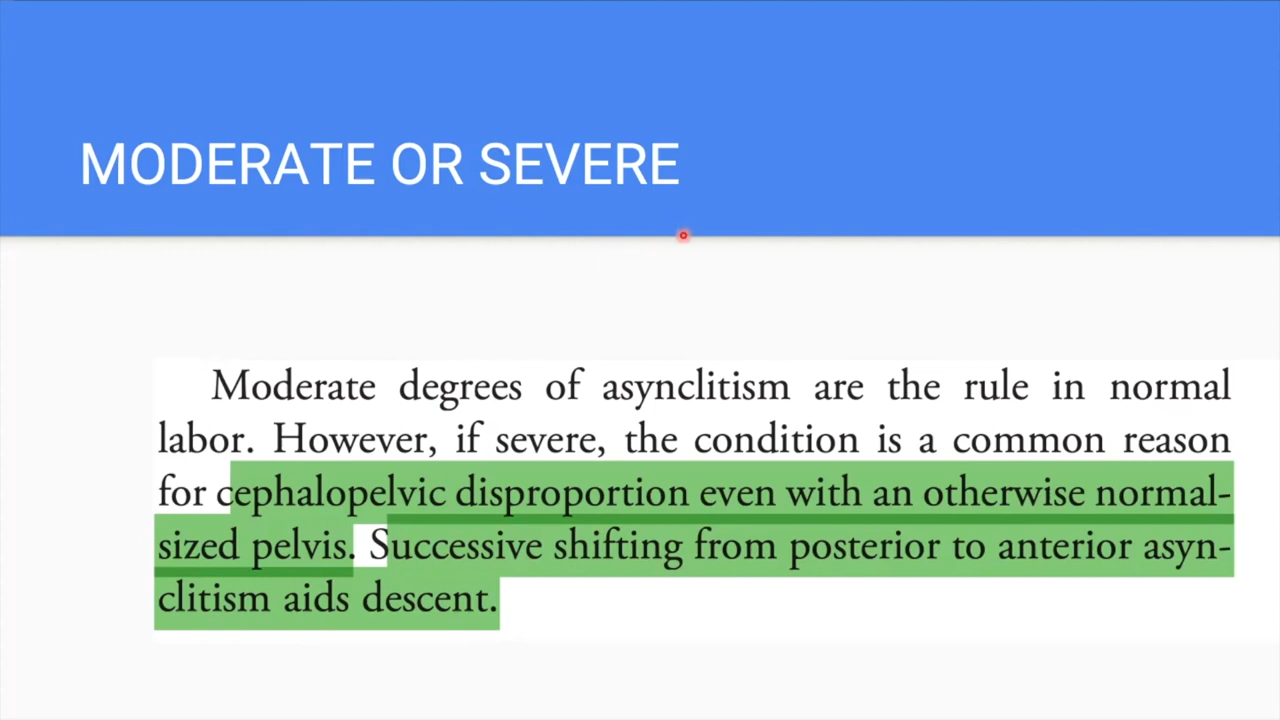 MODERATE OR SEVERE
Moderate degrees of asynclitism are the rule in normal
labor. However, if severe, the condition is a common reason
for cephalopelvic disproportion even with an otherwise normal-
sized pelvis. Successive shifting from posterior to anterior asyn-
clitism aids descent.